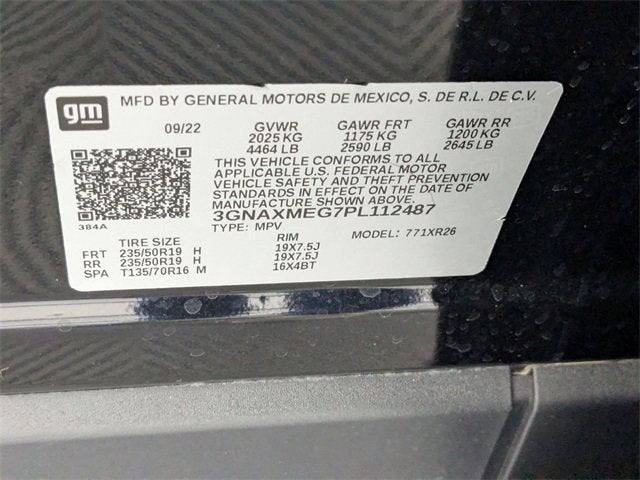 gm MFD BY GENERAL MOTORS DE MEXICO, S. DE R.L. DE C.V.
09/22 GVWR GAWR FRT GAWR RR
2025 KG 1175 KG 1200 KG
4464 LB 2590 LB 2645 LB
THIS VEHICLE CONFORMS TO ALL
APPLICABLE U.S. FEDERAL MOTOR
VEHICLE SAFETY AND THEFT PREVENTION
STANDARDS IN EFFECT ON THE DATE OF
MANUFACTURE SHOWN ABOVE.
3GNAXMEG7PL112487
384A
TYPE: MPV MODEL: 771XR26
TIRE SIZE RIM
FRT 235/50R19 H 19X7.5J
RR 235/50R19 H 19X7.5J
SPA T135/70R16 M 16X4BT